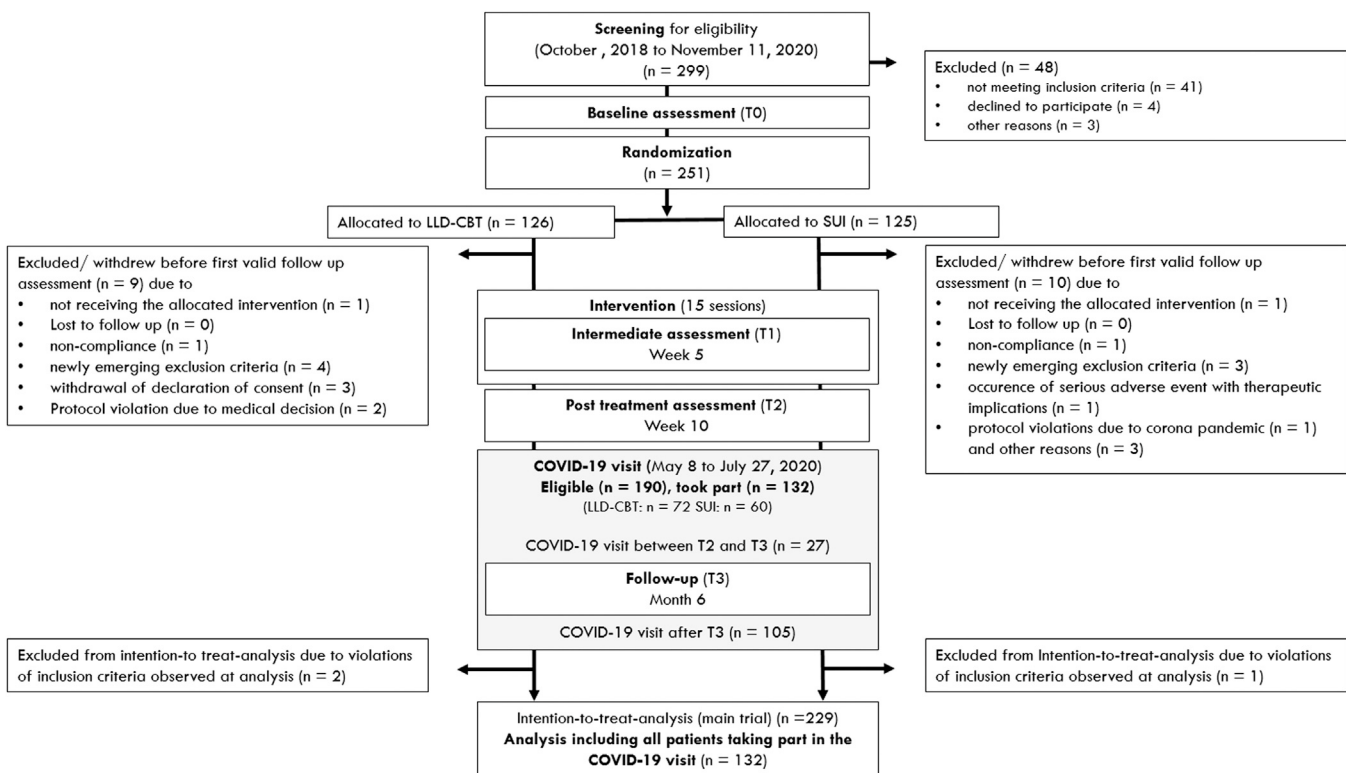 Screening for eligibility
(October , 2018 to November 11, 2020)
(n = 299)
Excluded (n = 48)
• not meeting inclusion criteria (n = 41)
• declined to participate (n = 4)
• other reasons (n = 3)
Baseline assessment (T0)
Randomization
(n = 251)
Allocated to LLD-CBT (n = 126)
Allocated to SUI (n = 125)
Excluded/ withdrew before first valid follow up
assessment (n = 9) due to
• not receiving the allocated intervention (n = 1)
• Lost to follow up (n = 0)
• non-compliance (n = 1)
• newly emerging exclusion criteria (n = 4)
• withdrawal of declaration of consent (n = 3)
• Protocol violation due to medical decision (n = 2)
Excluded/ withdrew before first valid follow up
assessment (n = 10) due to
• not receiving the allocated intervention (n = 1)
• Lost to follow up (n = 0)
• non-compliance (n = 1)
• newly emerging exclusion criteria (n = 3)
• occurence of serious adverse event with therapeutic
implications (n = 1)
• protocol violations due to corona pandemic (n = 1)
and other reasons (n = 3)
Intervention (15 sessions)
Intermediate assessment (T1)
Week 5
Post treatment assessment (T2)
Week 10
COVID-19 visit (May 8 to July 27, 2020)
Eligible (n = 190), took part (n = 132)
(LLD-CBT: n = 72 SUI: n = 60)
COVID-19 visit between T2 and T3 (n = 27)
Follow-up (T3)
Month 6
COVID-19 visit after T3 (n = 105)
Excluded from intention-to treat-analysis due to violations
of inclusion criteria observed at analysis (n = 2)
Excluded from Intention-to-treat-analysis due to violations
of inclusion criteria observed at analysis (n = 1)
Intention-to-treat-analysis (main trial) (n =229)
Analysis including all patients taking part in the
COVID-19 visit (n = 132)